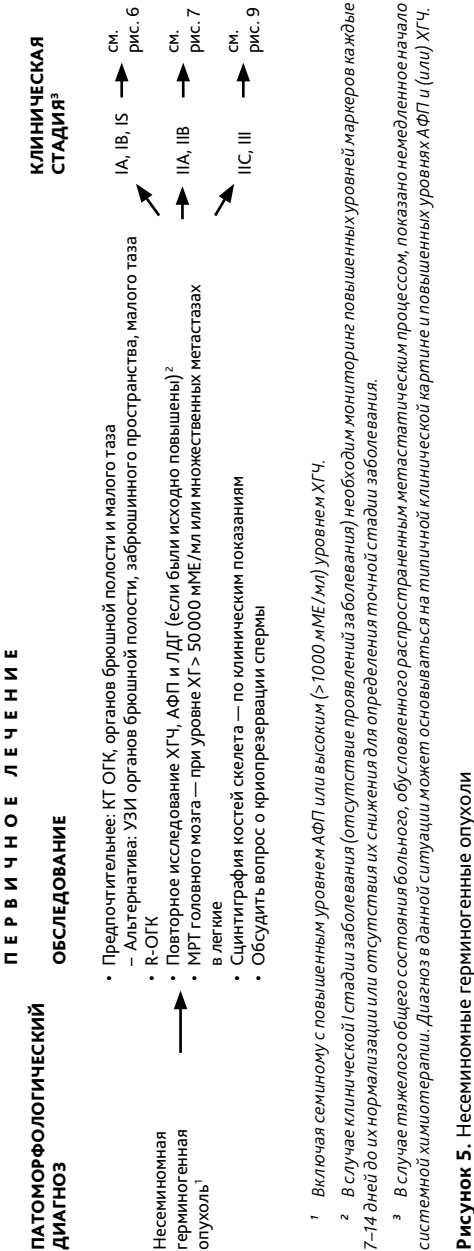 ПЕРВИЧНОЕ ЛЕЧЕНИЕ
ПАТОМОРФОЛОГИЧЕСКИЙ
ДИАГНОЗ
Несеминомная
герминогенная
опухоль¹
ОБСЛЕДОВАНИЕ
• Предпочтительнее: КТ ОГК, органов брюшной полости и малого таза
– Альтернатива: УЗИ органов брюшной полости, забрюшинного пространства, малого таза
• R-ОГК
• Повторное исследование ХГЧ, АФП и ЛДГ (если были исходно повышены) ²
• МРТ головного мозга — при уровне ХГ> 50 000 мМЕ/мл или множественных метастазах
в легкие
• Сцинтиграфия костей скелета — по клиническим показаниям
• Обсудить вопрос о криопрезервации спермы
КЛИНИЧЕСКАЯ
СТАДИЯ³
IA, IB, IS
см.
рис. 6
IIA, IIB
см.
рис. 7
IIC, III
см.
рис. 9
¹ Включая семиному с повышенным уровнем АФП или высоким (>1000 мМЕ/мл) уровнем ХГЧ.
² В случае клинической I стадии заболевания (отсутствие проявлений заболевания) необходим мониторинг повышенных уровней маркеров каждые
7–14 дней до их нормализации или отсутствия их снижения для определения точной стадии заболевания.
³ В случае тяжелого общего состояния больного, обусловленного распространенным метастатическим процессом, показано немедленное начало
системной химиотерапии. Диагноз в данной ситуации может основываться на типичной клинической картине и повышенных уровнях АФП и (или) ХГЧ.
Рисунок 5. Несеминомные герминогенные опухоли